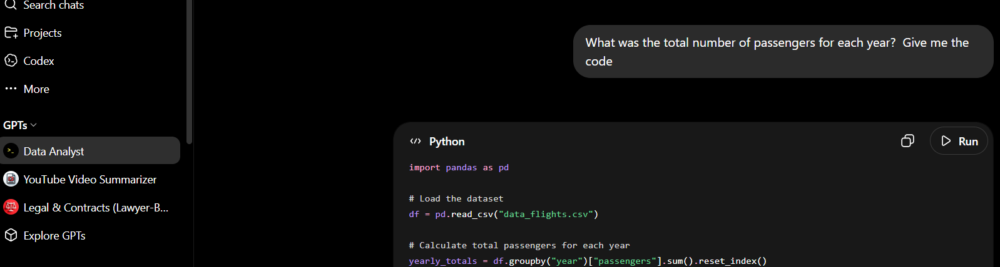 Search chats
Projects
Codex
More
GPTs
Data Analyst
YouTube Video Summarizer
Legal & Contracts (Lawyer-B...
Explore GPTs
What was the total number of passengers for each year?  Give me the
code
Python
Run
import pandas as pd
# Load the dataset
df = pd.read_csv("data_flights.csv")
# Calculate total passengers for each year
yearly_totals = df.groupby("year")["passengers"].sum().reset_index()